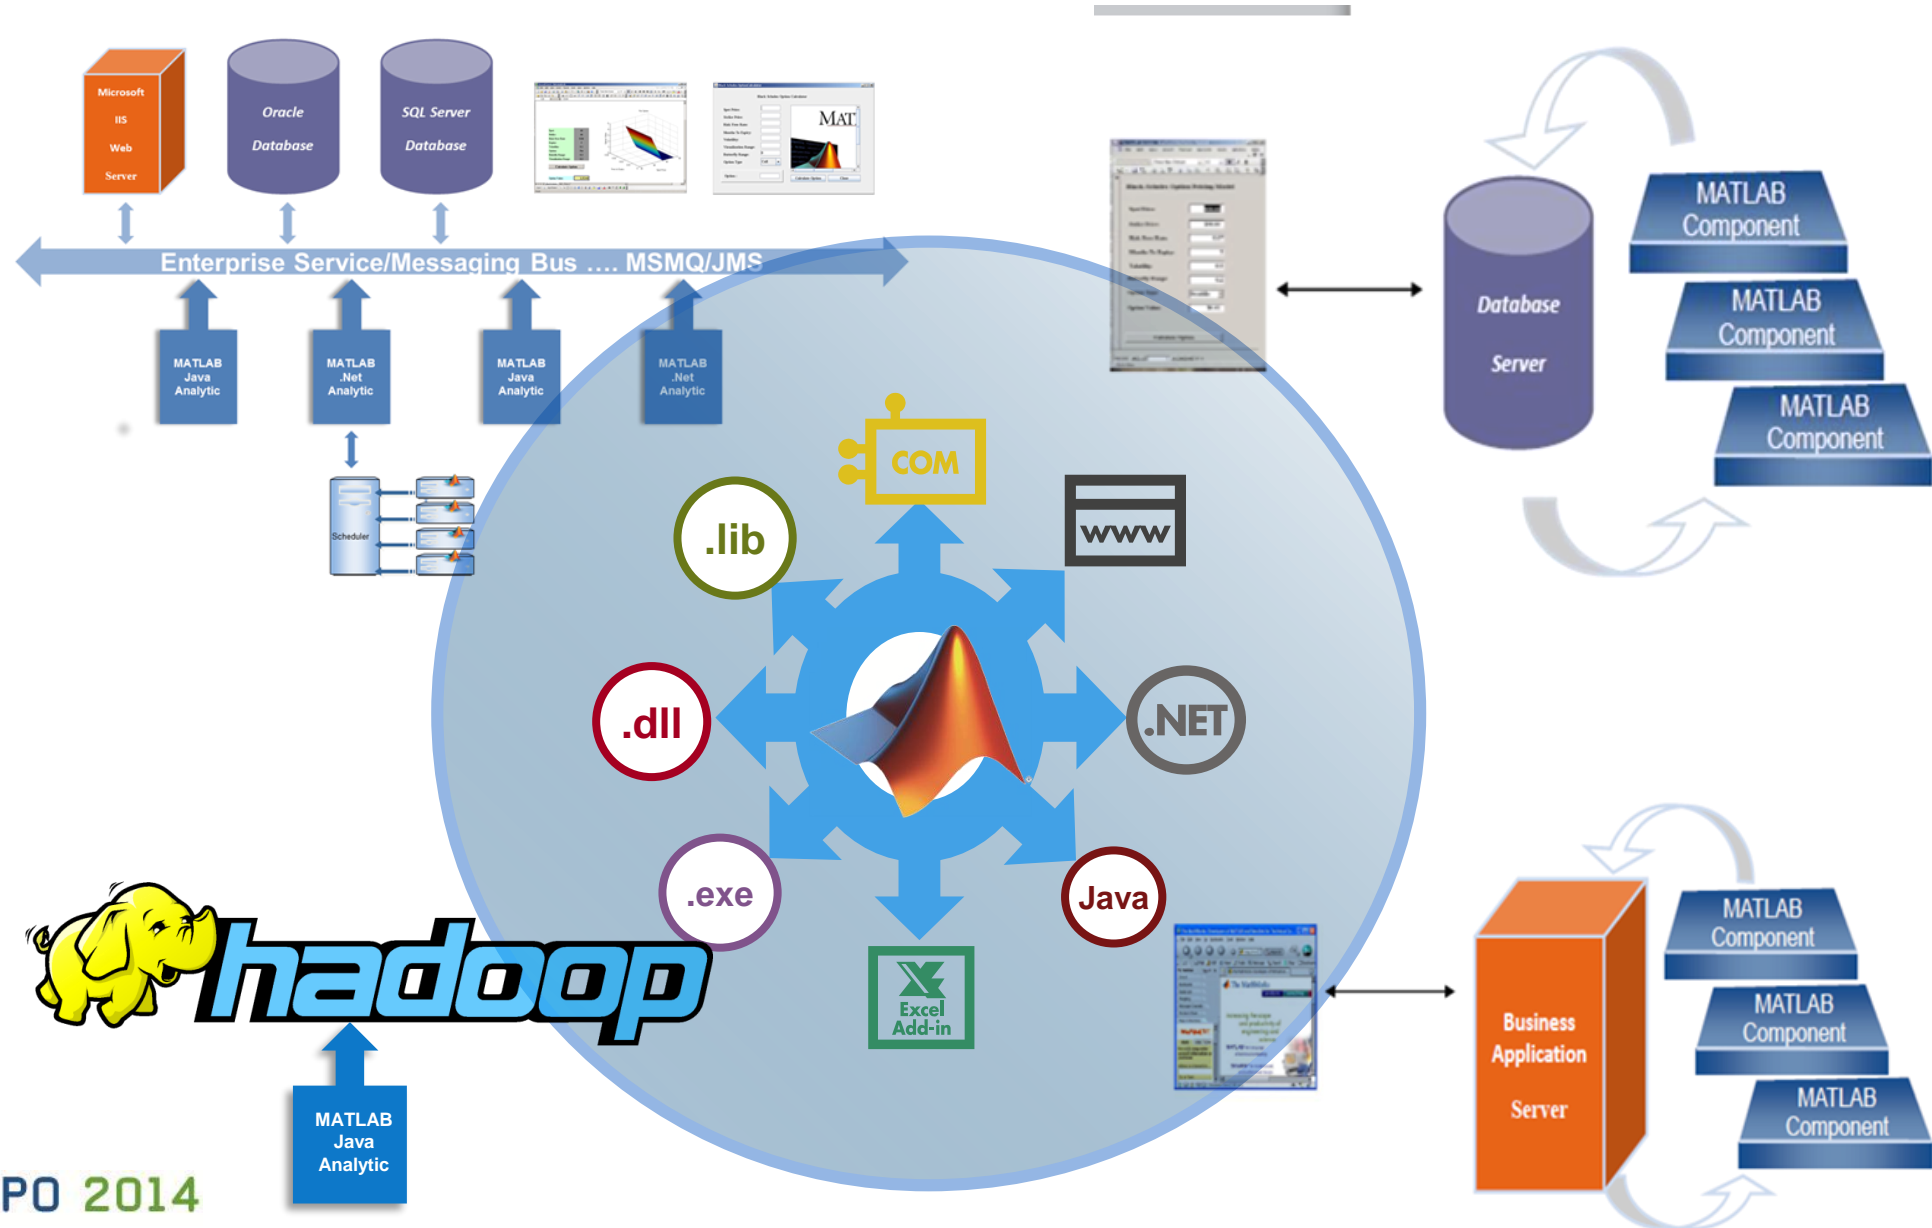 Microsoft
IIS
Web
Server
Oracle
Database
SQL Server
Database
MAT
Enterprise Service/Messaging Bus .... MSMQ/JMS
MATLAB
Java
Analytic
MATLAB
.Net
Analytic
MATLAB
Java
Analytic
MATLAB
.Net
Analytic
Scheduler
Database
Server
MATLAB
Component
MATLAB
Component
MATLAB
Component
COM
.lib
www
.dll
.NET
.exe
Java
Excel
Add-in
hadoop
MATLAB
Java
Analytic
The MathWorks
Business
Application
Server
MATLAB
Component
MATLAB
Component
MATLAB
Component
PO 2014